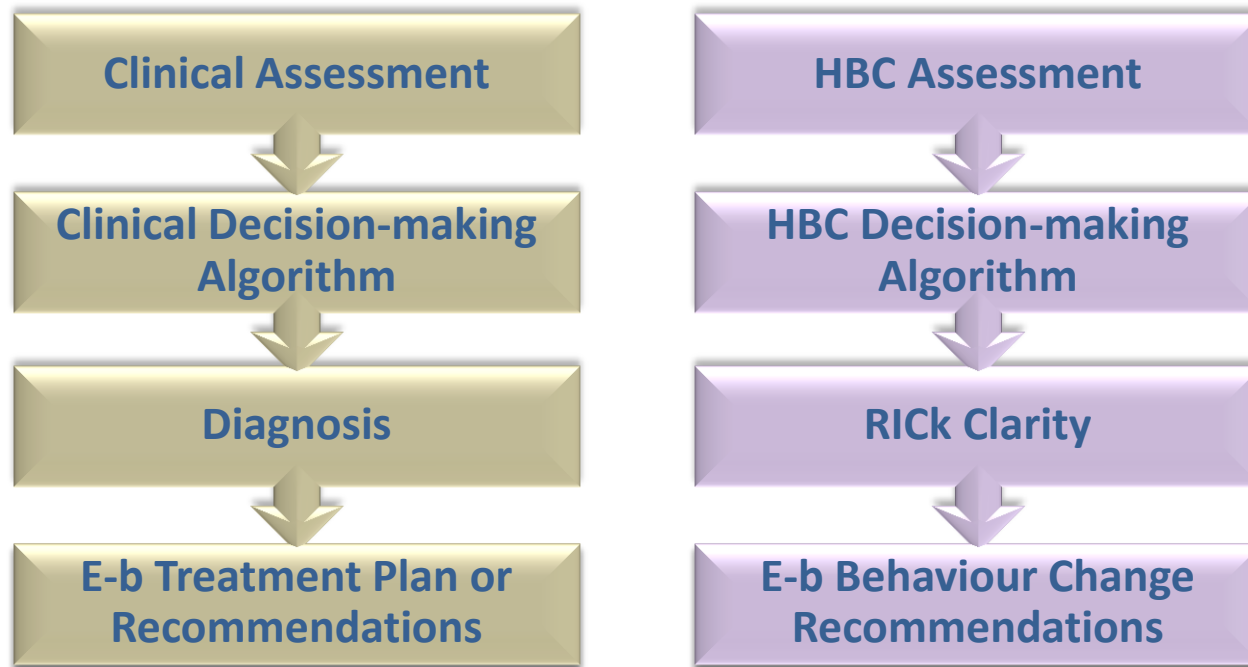 Clinical Assessment
Clinical Decision-making
Algorithm
Diagnosis
E-b Treatment Plan or
Recommendations
HBC Assessment
HBC Decision-making
Algorithm
RICk Clarity
E-b Behaviour Change
Recommendations